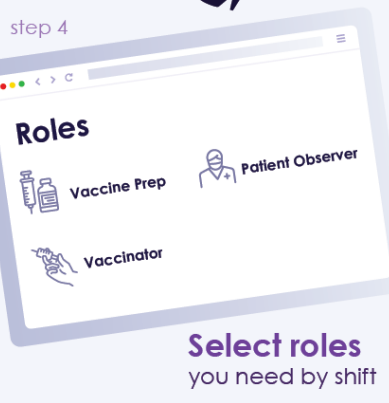 step 4
Roles
Vaccine Prep
Patient Observer
Vaccinator
Select roles
you need by shift